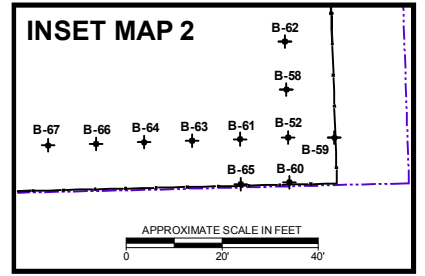 INSET MAP 2
B-62
B-58
B-67 B-66 B-64 B-63 B-61 B-52
B-59
B-65 B-60
APPROXIMATE SCALE IN FEET
0 20' 40'